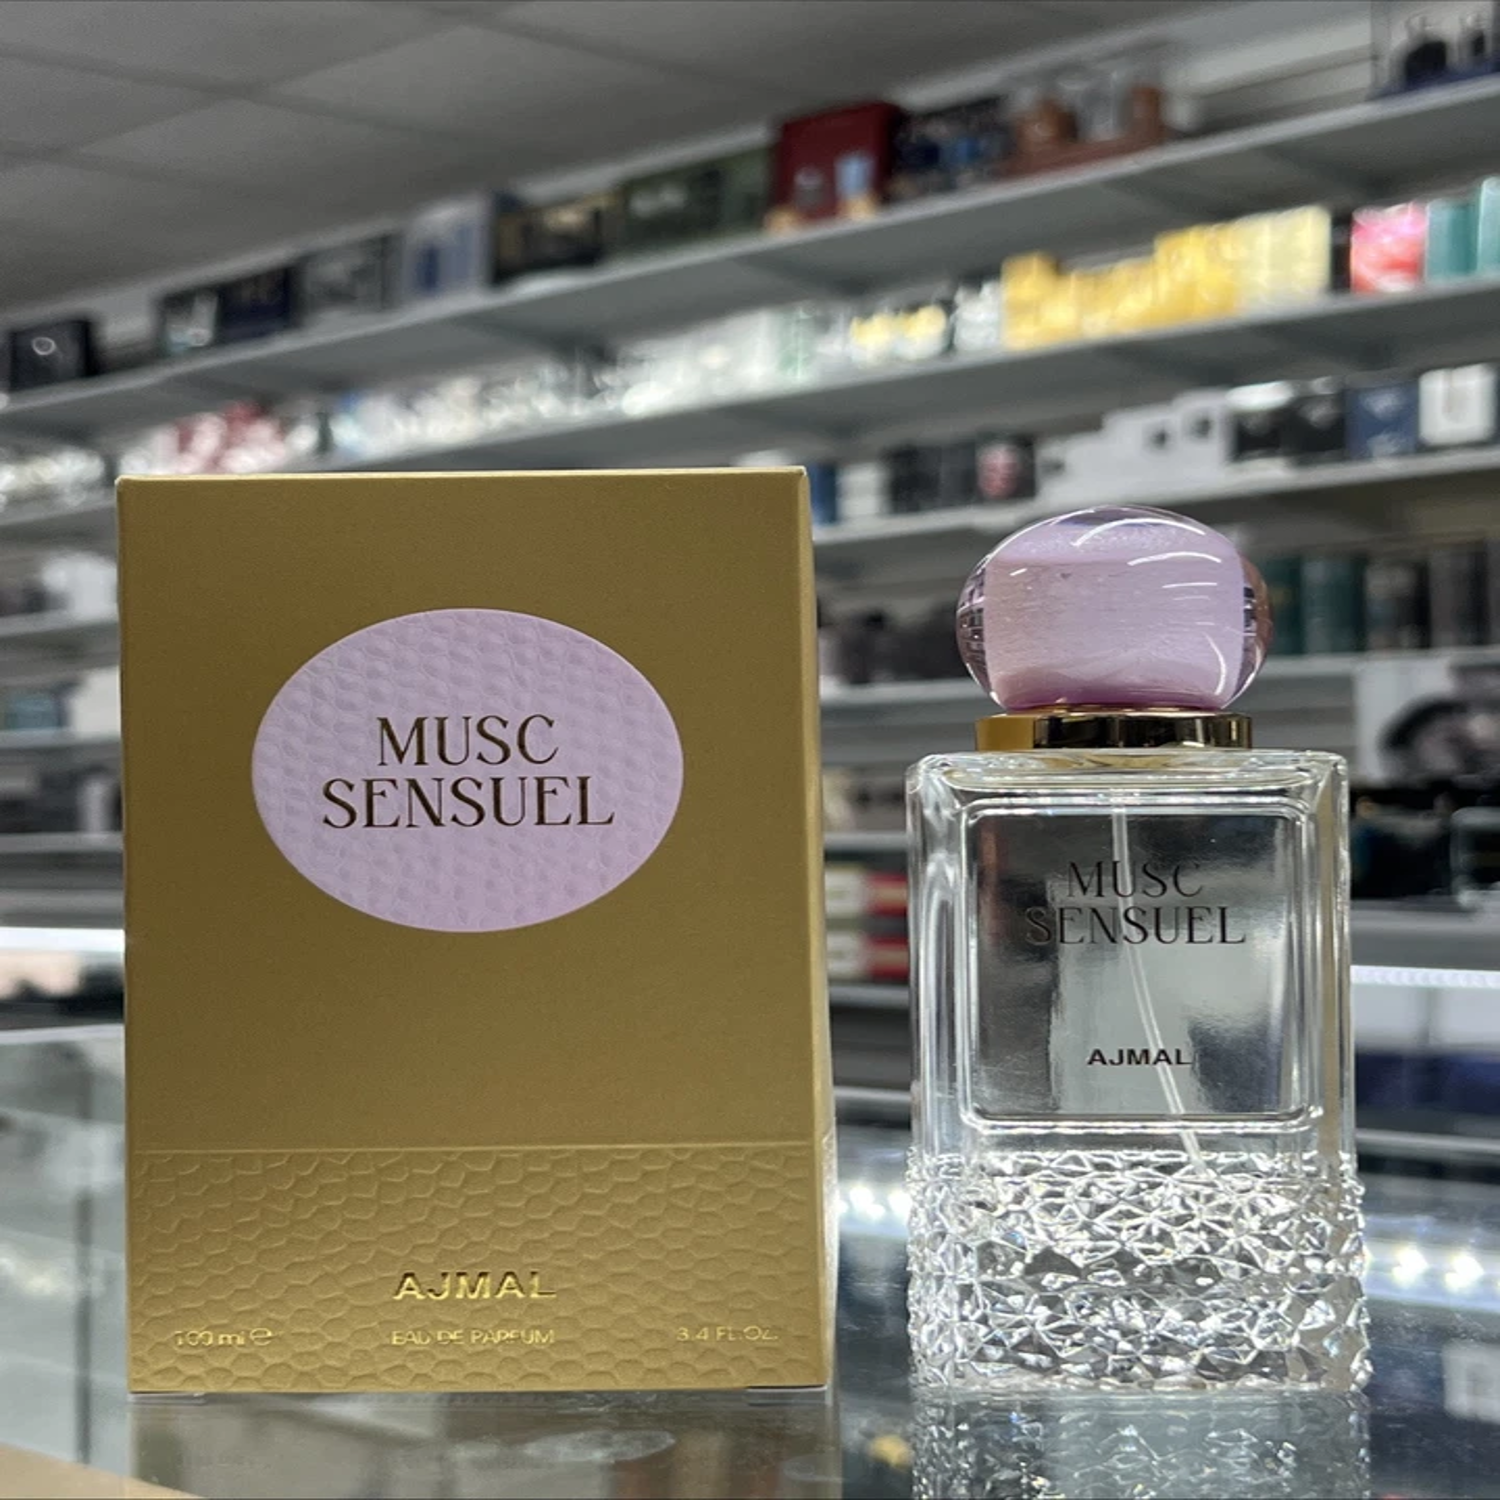 MUSC
SENSUEL
AJMAL
100 ml e
EAU DE PARFUM
3.4 FL.OZ.
MUSC
SENSUEL
AJMAL